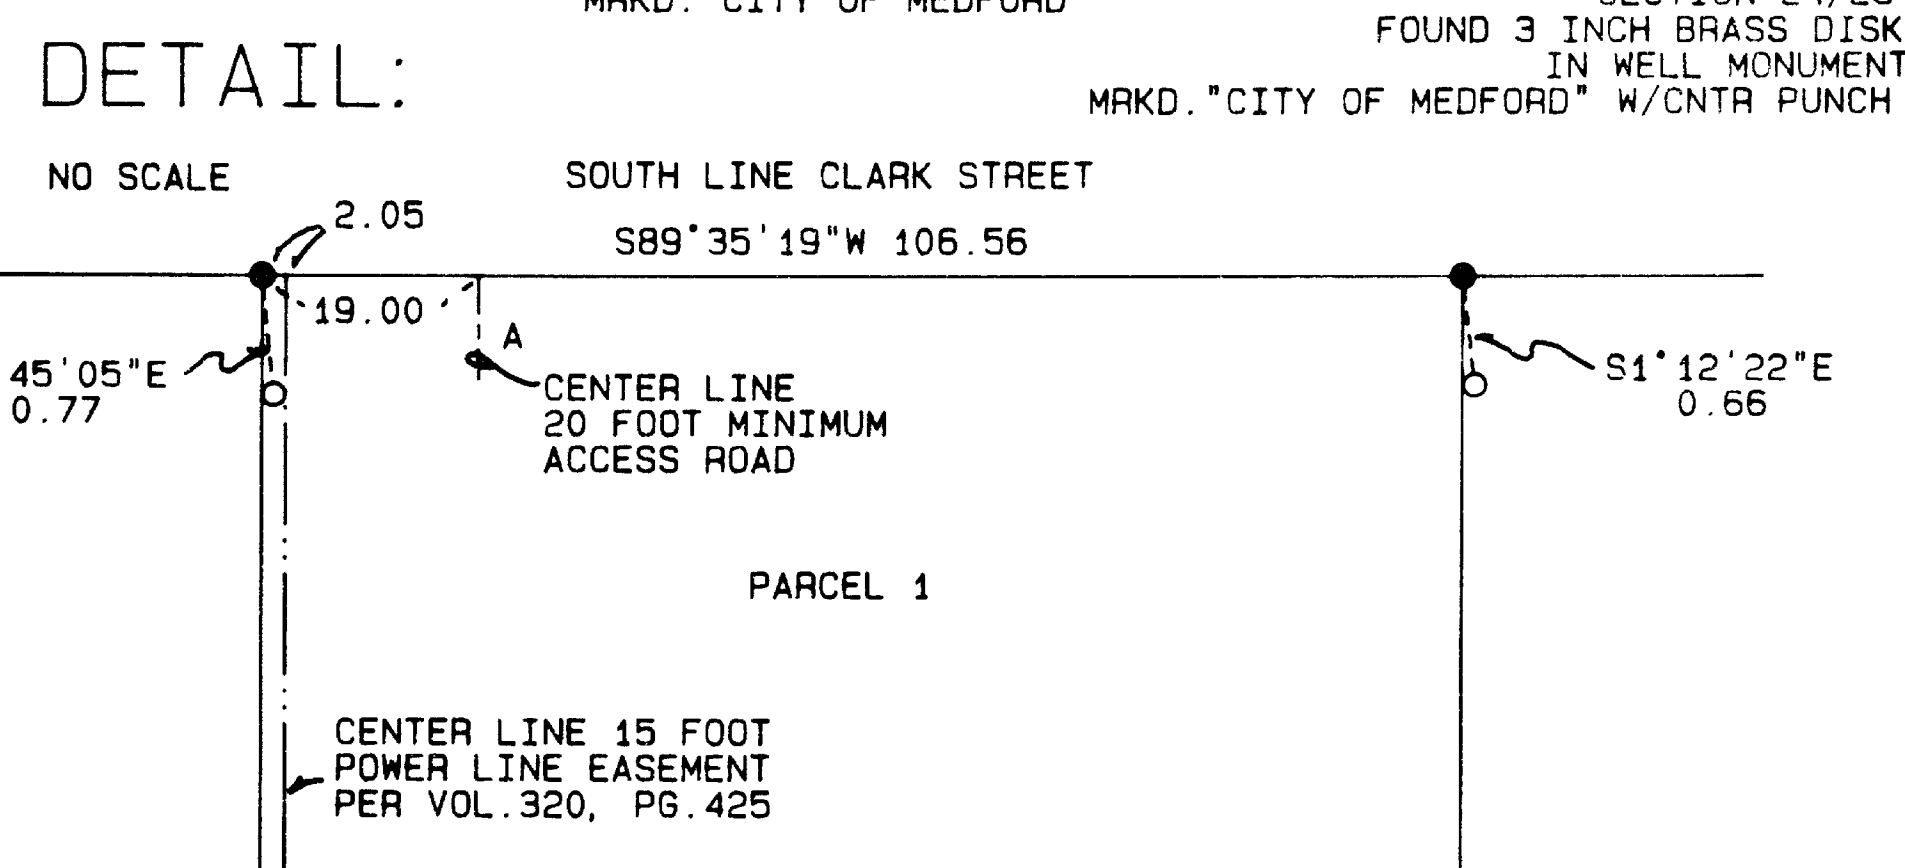 MRKD. "CITY OF MEDFORD"
FOUND 3 INCH BRASS DISK
IN WELL MONUMENT
MRKD."CITY OF MEDFORD" W/CNTR PUNCH
DETAIL:
NO SCALE
SOUTH LINE CLARK STREET
2.05
S89°35'19"W 106.56
19.00
A
45'05"E
0.77
CENTER LINE
20 FOOT MINIMUM
ACCESS ROAD
S1°12'22"E
0.66
PARCEL 1
CENTER LINE 15 FOOT
POWER LINE EASEMENT
PER VOL.320, PG.425